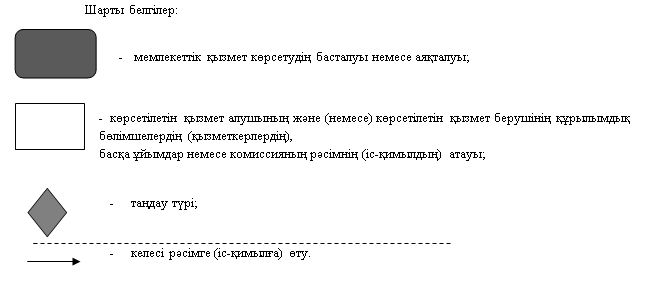 Шарты белгілер:
- мемлекеттік қызмет көрсетудің басталуы немесе аяқталуы;
- көрсетілетін қызмет алушының және (немесе) көрсетілетін қызмет берушінің құрылымдық
бөлімшелердің (қызметкерлердің),
басқа ұйымдар немесе комиссияның рәсімнің (іс-қимылдың) атауы;
- таңдау түрі;
- келесі рәсімге (іс-қимылға) өту.